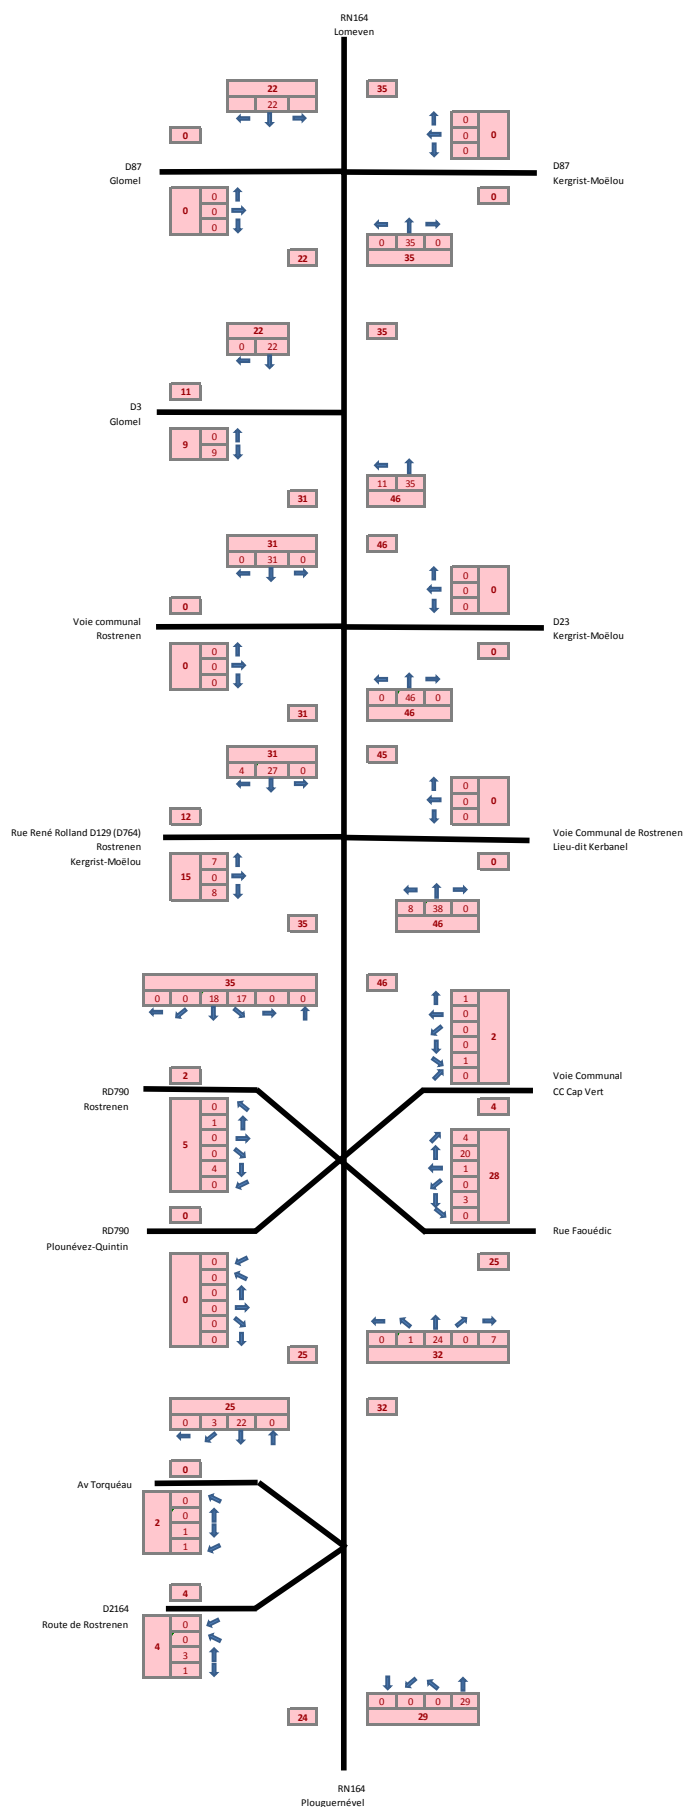 RN164
Lomeven
22
35
22
0
0
0
0
0
D87
Glomel
D87
Kergrist-Moëlou
0
0
0
0
0
0 35 0
35
22
22
35
0 22
11
D3
Glomel
0
9
9
11 35
46
31
31
46
0 31 0
0
0
0
0
0
Voie communal
Rostrenen
D23
Kergrist-Moëlou
0
0
0
0
0
0 46 0
46
31
31
45
4 27 0
0
0
0
0
12
Rue René Rolland D129 (D764)
Rostrenen
Kergrist-Moëlou
Voie Communal de Rostrenen
Lieu-dit Kerbanel
7
15
0
0
8
8 38 0
46
35
35
46
0 0 18 17 0 0
1
0
0
2
0
1
0
2
RD790
Rostrenen
Voie Communal
CC Cap Vert
4
0
1
0
5
0
4
0
4
20
1
28
0
3
0
0
RD790
Plounévez-Quintin
Rue Faouédic
25
0
0
0
0
0
0
0
0 1 24 0 7
32
25
25
32
0 3 22 0
0
Av Torquéau
0
0
2
1
1
4
D2164
Route de Rostrenen
0
0
4
3
1
0 0 0 29
29
24
RN164
Plouguernével